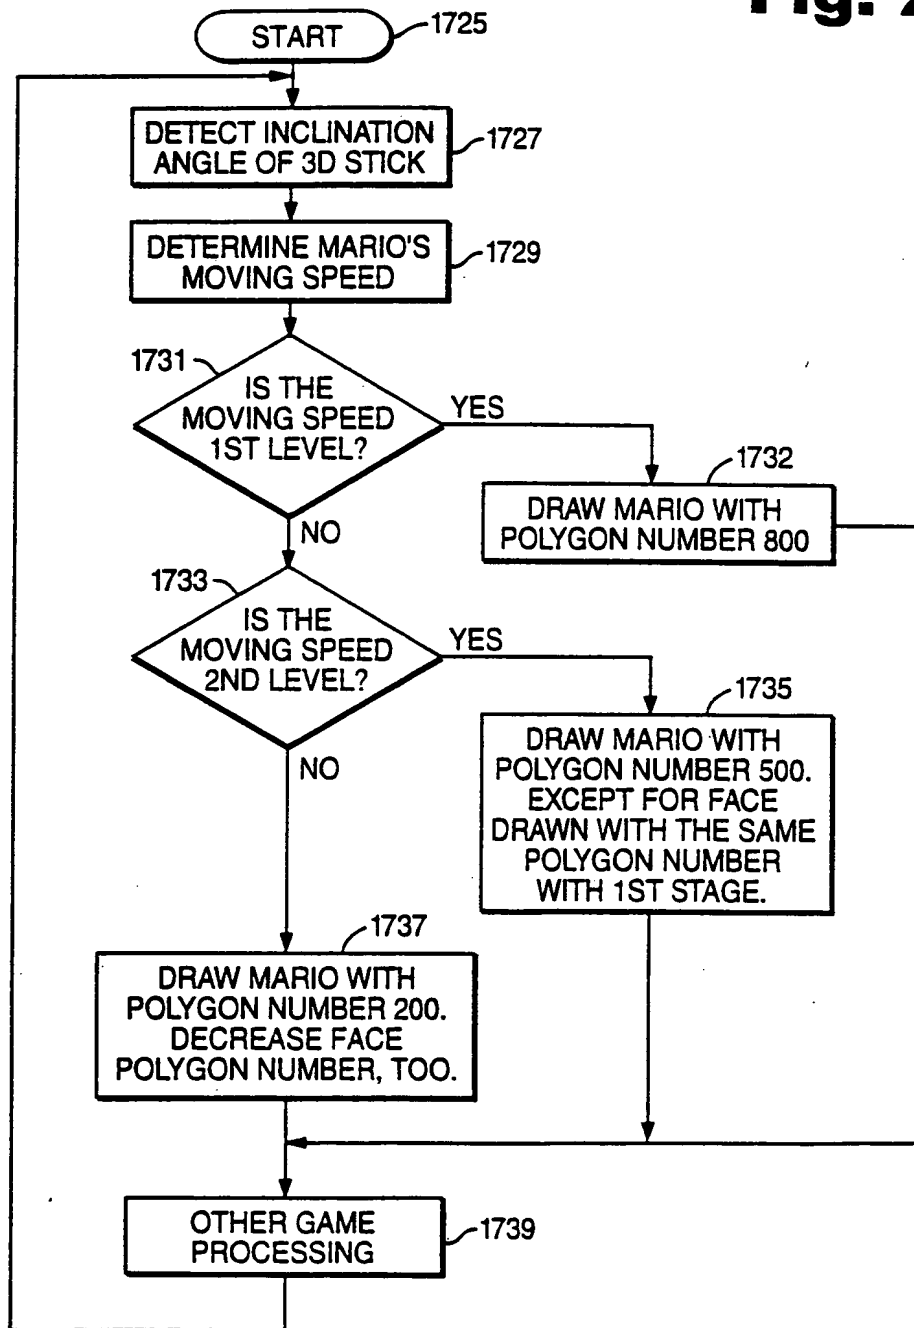 Fig. 2
START
1725
DETECT INCLINATION
ANGLE OF 3D STICK
1727
DETERMINE MARIO'S
MOVING SPEED
1729
1731
IS THE
MOVING SPEED
1ST LEVEL?
YES
NO
1732
DRAW MARIO WITH
POLYGON NUMBER 800
1733
IS THE
MOVING SPEED
2ND LEVEL?
YES
NO
1735
DRAW MARIO WITH
POLYGON NUMBER 500.
EXCEPT FOR FACE
DRAWN WITH THE SAME
POLYGON NUMBER
WITH 1ST STAGE.
1737
DRAW MARIO WITH
POLYGON NUMBER 200.
DECREASE FACE
POLYGON NUMBER, TOO.
OTHER GAME
PROCESSING
1739